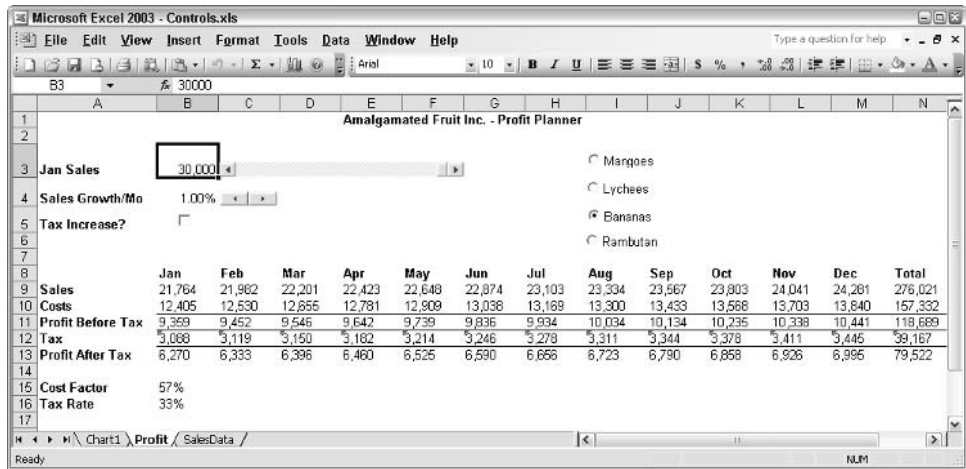 Microsoft Excel 2003 - Controls.xls
File Edit View Insert Format Tools Data Window Help Type a question for help
Arial 10 B I U $ % ,
B3 fx 30000
A B C D E F G H I J K L M N
1 Amalgamated Fruit Inc. - Profit Planner
2
3 Jan Sales 30,000 Mangoes
4 Sales Growth/Mo 1.00% Lychees
5 Tax Increase? Bananas
6 Rambutan
7
8 Jan Feb Mar Apr May Jun Jul Aug Sep Oct Nov Dec Total
9 Sales 21,764 21,982 22,201 22,423 22,648 22,874 23,103 23,334 23,567 23,803 24,041 24,281 276,021
10 Costs 12,405 12,530 12,655 12,781 12,909 13,038 13,169 13,300 13,433 13,568 13,703 13,840 157,332
11 Profit Before Tax 9,359 9,452 9,546 9,642 9,739 9,836 9,934 10,034 10,134 10,235 10,338 10,441 118,689
12 Tax 3,088 3,119 3,150 3,182 3,214 3,246 3,278 3,311 3,344 3,378 3,411 3,445 39,167
13 Profit After Tax 6,270 6,333 6,396 6,460 6,525 6,590 6,656 6,723 6,790 6,858 6,926 6,995 79,522
14
15 Cost Factor 57%
16 Tax Rate 33%
17
Chart1 Profit SalesData
Ready NUM